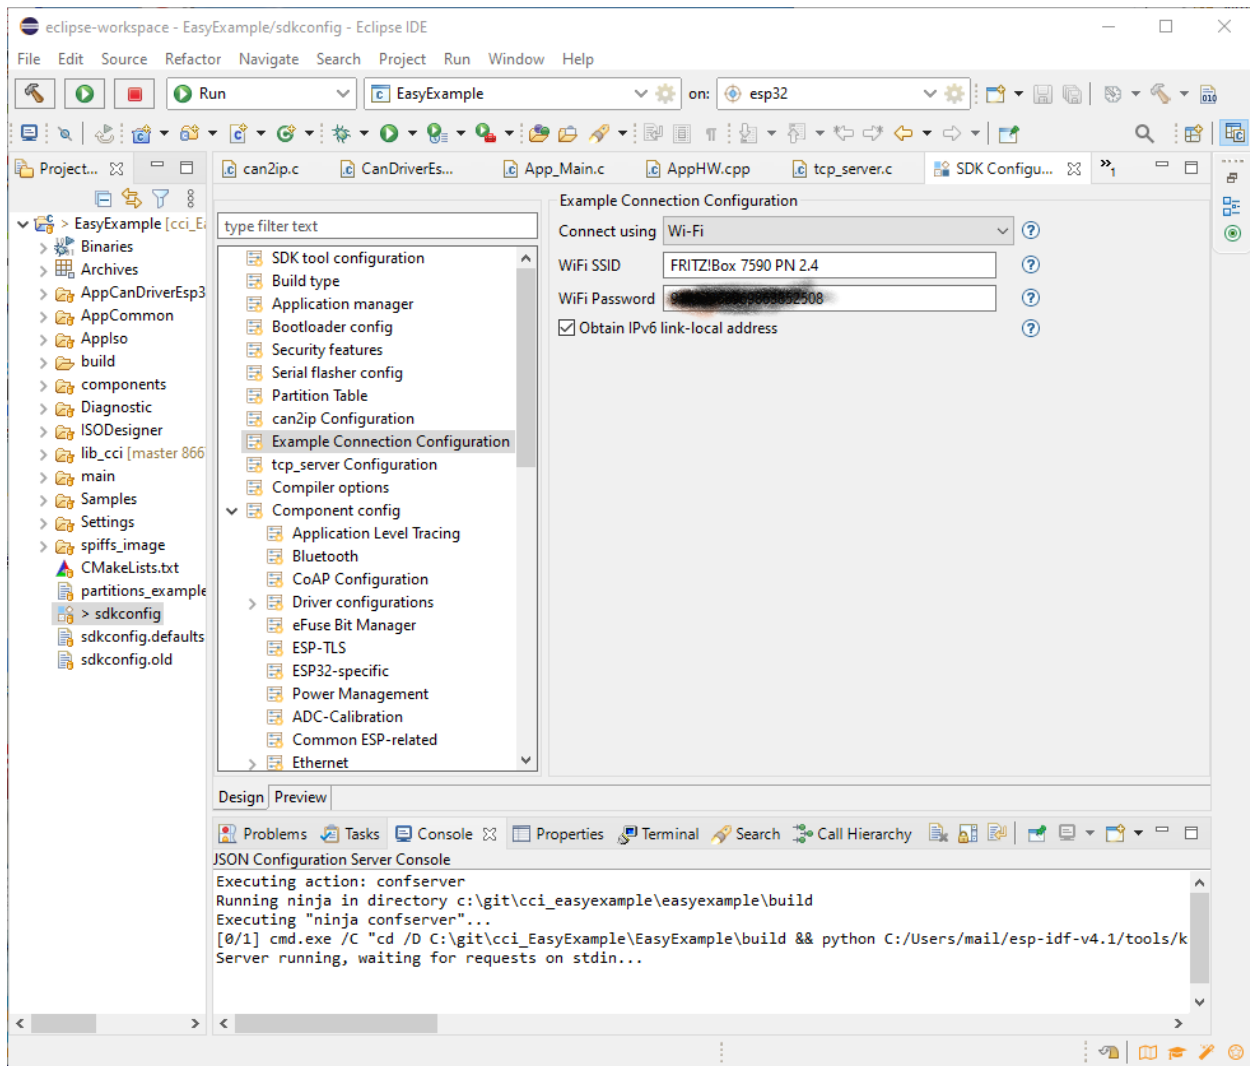 eclipse-workspace - EasyExample/sdkconfig - Eclipse IDE
File Edit Source Refactor Navigate Search Project Run Window Help
Run EasyExample on: esp32
Project... can2ip.c CanDriverEs... App_Main.c AppHW.cpp tcp_server.c SDK Configu... »1
> EasyExample [cci_Ea
Binaries
Archives
AppCanDriverEsp3
AppCommon
AppIso
build
components
Diagnostic
ISODesigner
lib_cci [master 866
main
Samples
Settings
spiffs_image
CMakeLists.txt
partitions_example
> sdkconfig
sdkconfig.defaults
sdkconfig.old
type filter text
SDK tool configuration
Build type
Application manager
Bootloader config
Security features
Serial flasher config
Partition Table
can2ip Configuration
Example Connection Configuration
tcp_server Configuration
Compiler options
Component config
Application Level Tracing
Bluetooth
CoAP Configuration
Driver configurations
eFuse Bit Manager
ESP-TLS
ESP32-specific
Power Management
ADC-Calibration
Common ESP-related
Ethernet
Example Connection Configuration
Connect using Wi-Fi
WiFi SSID FRITZ!Box 7590 PN 2.4
WiFi Password
Obtain IPv6 link-local address
Design Preview
Problems Tasks Console Properties Terminal Search Call Hierarchy
JSON Configuration Server Console
Executing action: confserver
Running ninja in directory c:\git\cci_easyexample\easyexample\build
Executing "ninja confserver"...
[0/1] cmd.exe /C "cd /D C:\git\cci_EasyExample\EasyExample\build && python C:/Users/mail/esp-idf-v4.1/tools/k
Server running, waiting for requests on stdin...